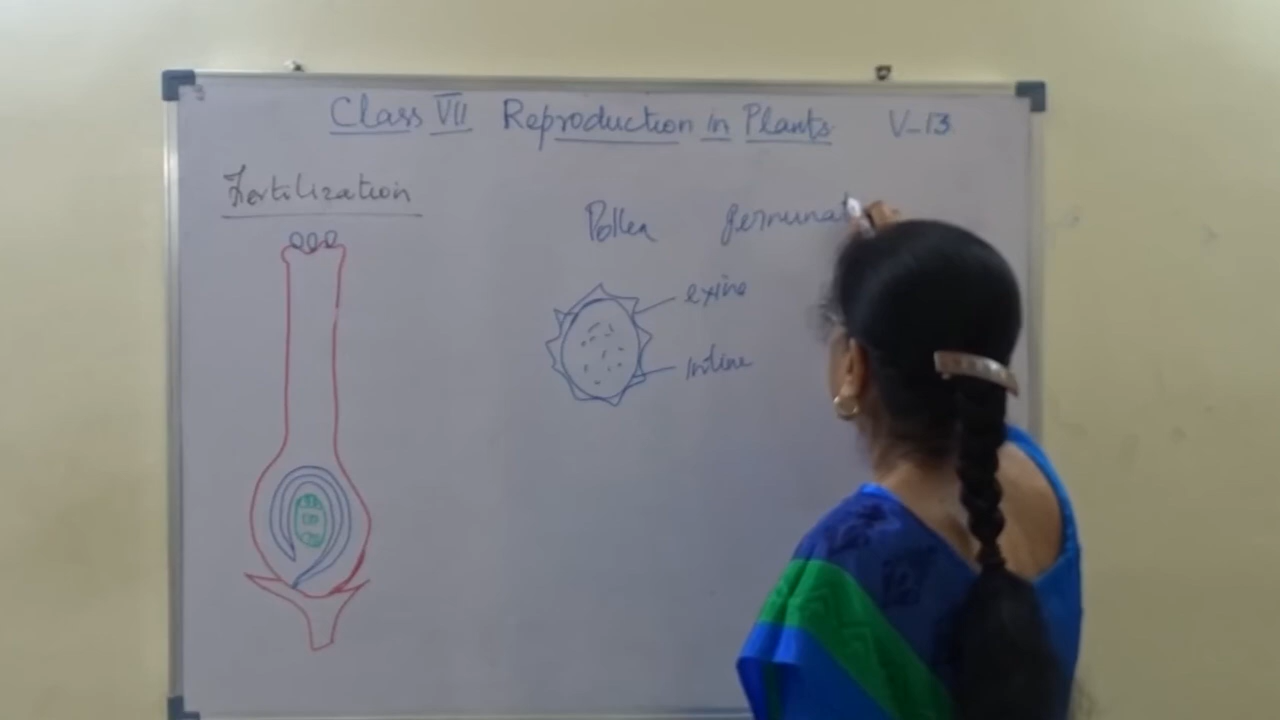 Class VII Reproduction in Plants V-13
Fertilization
Pollen germinat
exine
intine